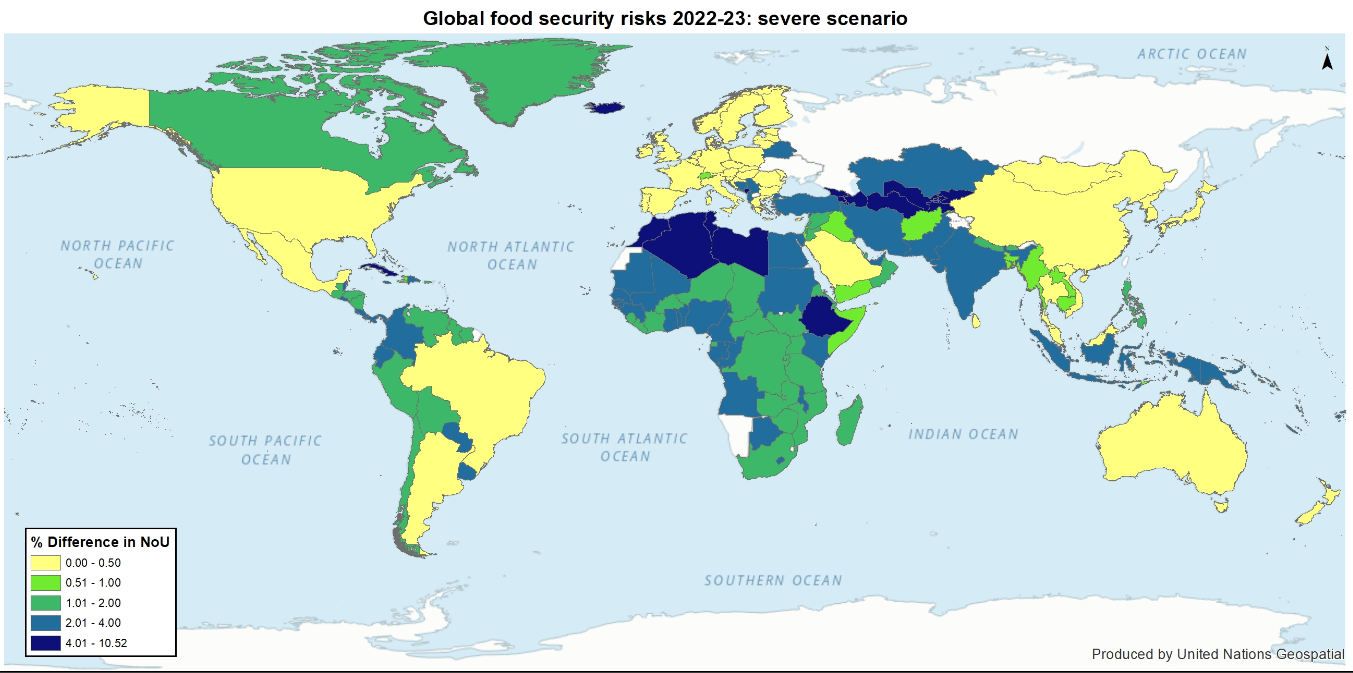 Global food security risks 2022-23: severe scenario
ARCTIC OCEAN
N
NORTH PACIFIC
OCEAN
NORTH ATLANTIC
OCEAN
SOUTH PACIFIC
OCEAN
SOUTH ATLANTIC
OCEAN
INDIAN OCEAN
SOUTHERN OCEAN
% Difference in NoU
0.00 - 0.50
0.51 - 1.00
1.01 - 2.00
2.01 - 4.00
4.01 - 10.52
Produced by United Nations Geospatial